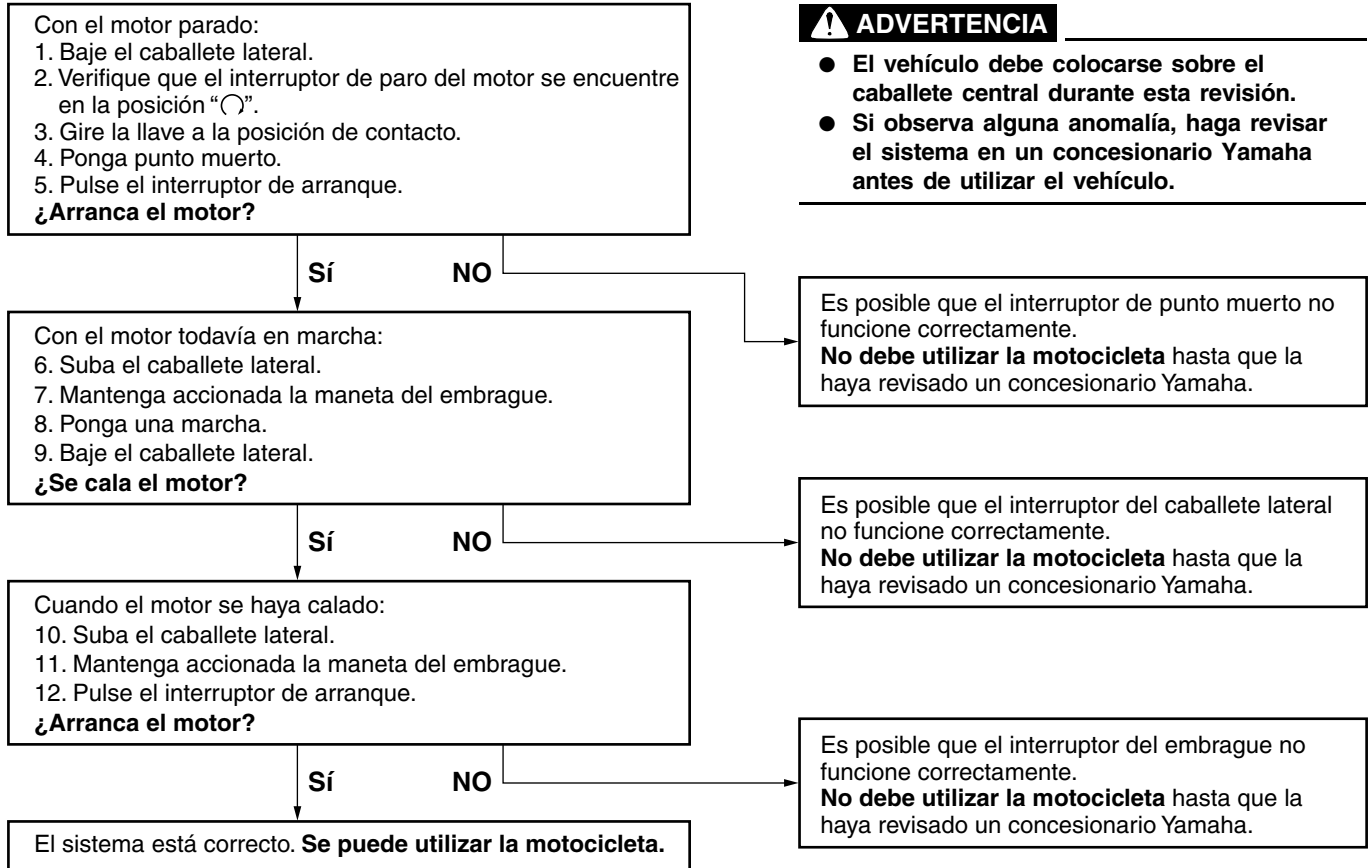 Con el motor parado:
1. Baje el caballete lateral.
2. Verifique que el interruptor de paro del motor se encuentre
en la posición “”.
3. Gire la llave a la posición de contacto.
4. Ponga punto muerto.
5. Pulse el interruptor de arranque.
¿Arranca el motor?
ADVERTENCIA
● El vehículo debe colocarse sobre el
caballete central durante esta revisión.
● Si observa alguna anomalía, haga revisar
el sistema en un concesionario Yamaha
antes de utilizar el vehículo.
Sí NO
Es posible que el interruptor de punto muerto no
funcione correctamente.
No debe utilizar la motocicleta hasta que la
haya revisado un concesionario Yamaha.
Con el motor todavía en marcha:
6. Suba el caballete lateral.
7. Mantenga accionada la maneta del embrague.
8. Ponga una marcha.
9. Baje el caballete lateral.
¿Se cala el motor?
Sí NO
Es posible que el interruptor del caballete lateral
no funcione correctamente.
No debe utilizar la motocicleta hasta que la
haya revisado un concesionario Yamaha.
Cuando el motor se haya calado:
10. Suba el caballete lateral.
11. Mantenga accionada la maneta del embrague.
12. Pulse el interruptor de arranque.
¿Arranca el motor?
Sí NO
Es posible que el interruptor del embrague no
funcione correctamente.
No debe utilizar la motocicleta hasta que la
haya revisado un concesionario Yamaha.
El sistema está correcto. Se puede utilizar la motocicleta.